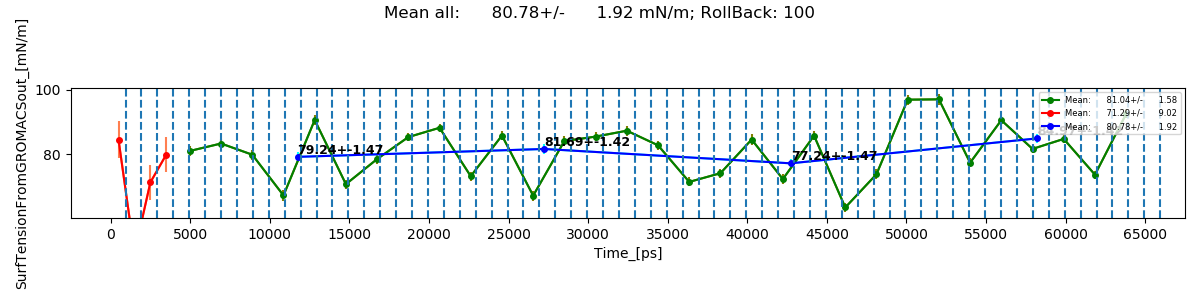 Mean all: 80.78+/- 1.92 mN/m; RollBack: 100
SurfTensionFromGROMACSout_[mN/m]
100
80
79.24+-1.47
81.69+-1.42
77.24+-1.47
Mean: 81.04+/- 1.58
Mean: 71.29+/- 9.02
Mean: 80.78+/- 1.92
0 5000 10000 15000 20000 25000 30000 35000 40000 45000 50000 55000 60000 65000
Time_[ps]